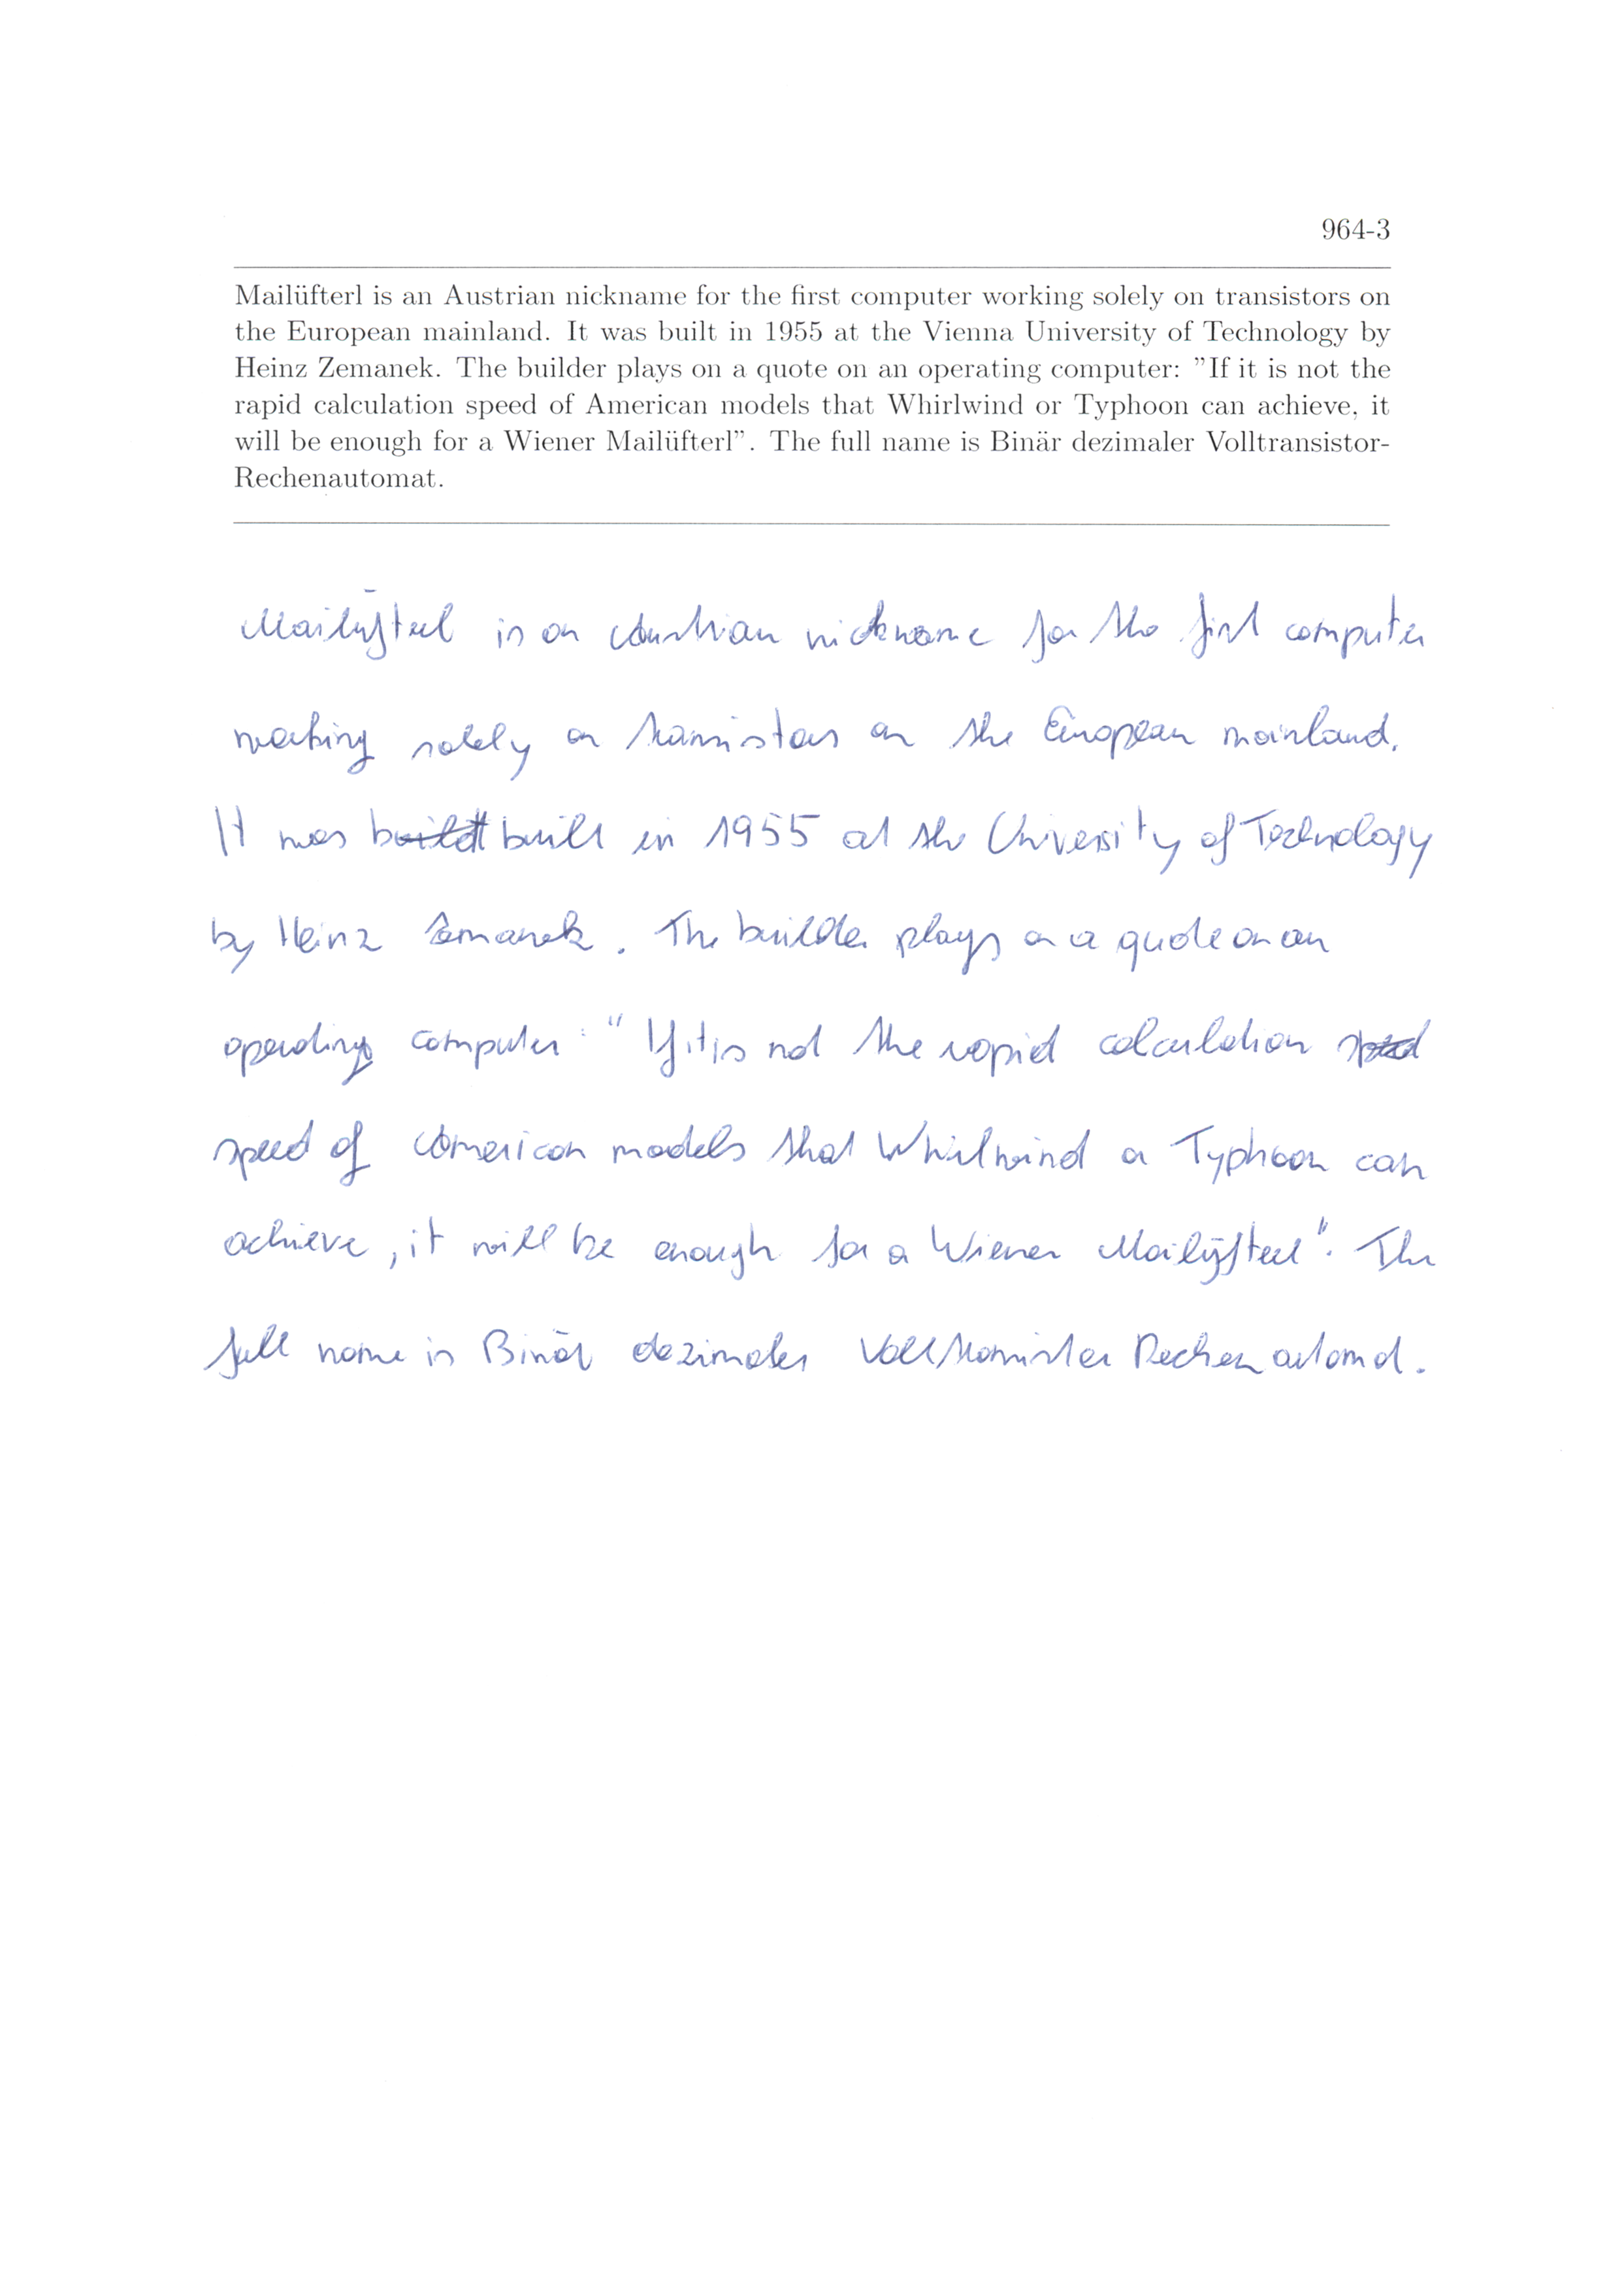 964-3
Mailüfterl is an Austrian nickname for the first computer working solely on transistors on
the European mainland. It was built in 1955 at the Vienna University of Technology by
Heinz Zemanek. The builder plays on a quote on an operating computer: ”If it is not the
rapid calculation speed of American models that Whirlwind or Typhoon can achieve, it
will be enough for a Wiener Mailüfterl”. The full name is Binär dezimaler Volltransistor-
Rechenautomat.
Mailüfterl is an Austrian nickname for the first computer
working solely on transistors on the European mainland.
It was built in 1955 at the University of Technology
by Heinz Zemanek. The builder plays on a quote on an
operating computer: "If it is not the rapid calculation
speed of American models that Whirlwind or Typhoon can
achieve, it will be enough for a Wiener Mailüfterl". The
full name is Binär dezimaler Volltransistor Rechenautomat.